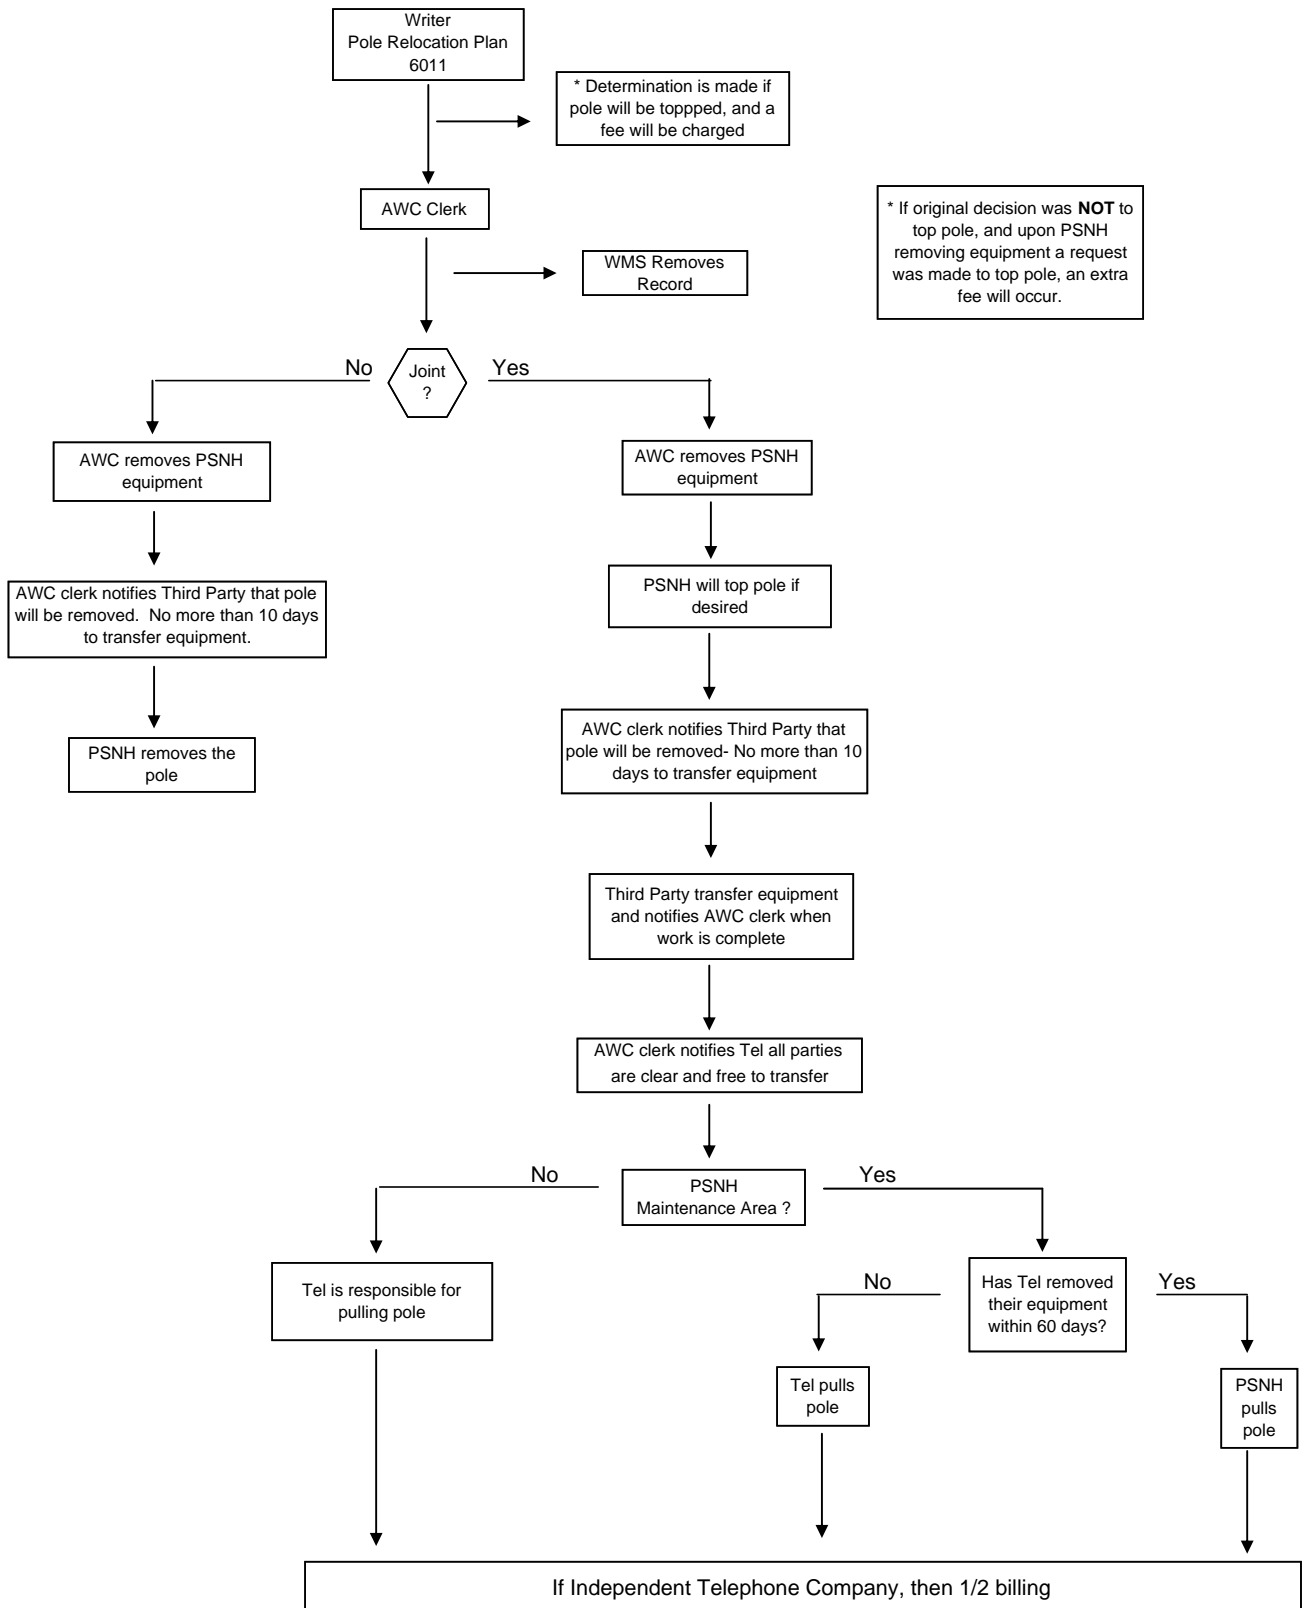 Writer
Pole Relocation Plan
6011
* Determination is made if
pole will be toppped, and a
fee will be charged
AWC Clerk
* If original decision was NOT to
top pole, and upon PSNH
removing equipment a request
was made to top pole, an extra
fee will occur.
WMS Removes
Record
No
Joint
?
Yes
AWC removes PSNH
equipment
AWC removes PSNH
equipment
AWC clerk notifies Third Party that pole
will be removed. No more than 10 days
to transfer equipment.
PSNH will top pole if
desired
PSNH removes the
pole
AWC clerk notifies Third Party that
pole will be removed- No more than 10
days to transfer equipment
Third Party transfer equipment
and notifies AWC clerk when
work is complete
AWC clerk notifies Tel all parties
are clear and free to transfer
No
PSNH
Maintenance Area ?
Yes
Tel is responsible for
pulling pole
No
Has Tel removed
their equipment
within 60 days?
Yes
Tel pulls
pole
PSNH
pulls
pole
If Independent Telephone Company, then 1/2 billing